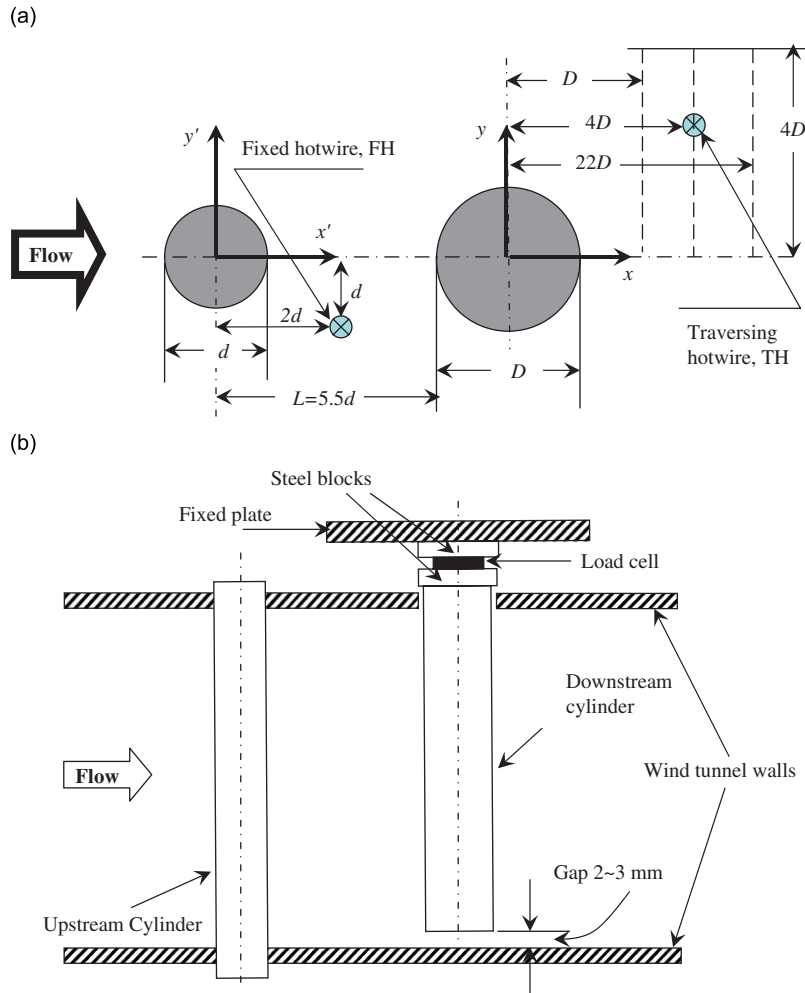 (a)
D
y'
Fixed hotwire, FH
y
4D
4D
22D
x'
Flow
x
d
2d
d
D
Traversing
hotwire, TH
L=5.5d
(b)
Steel blocks
Fixed plate
Load cell
Downstream
cylinder
Flow
Wind tunnel walls
Gap 2~3 mm
Upstream Cylinder